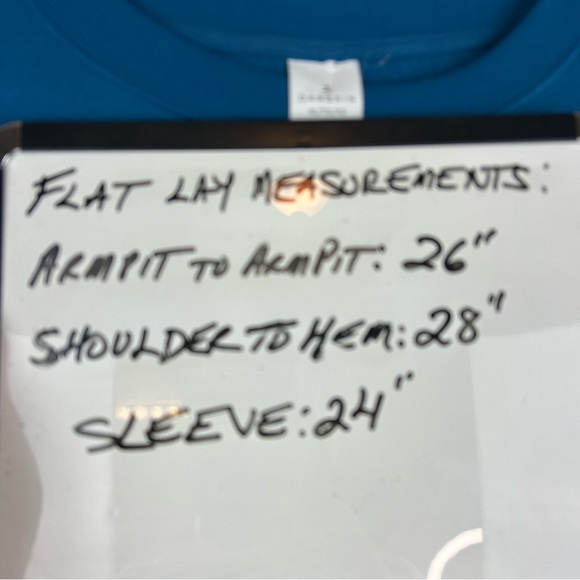 FLAT LAY MEASUREMENTS:
ARMPIT TO ARMPIT: 26"
SHOULDER TO HEM: 28"
SLEEVE: 24"